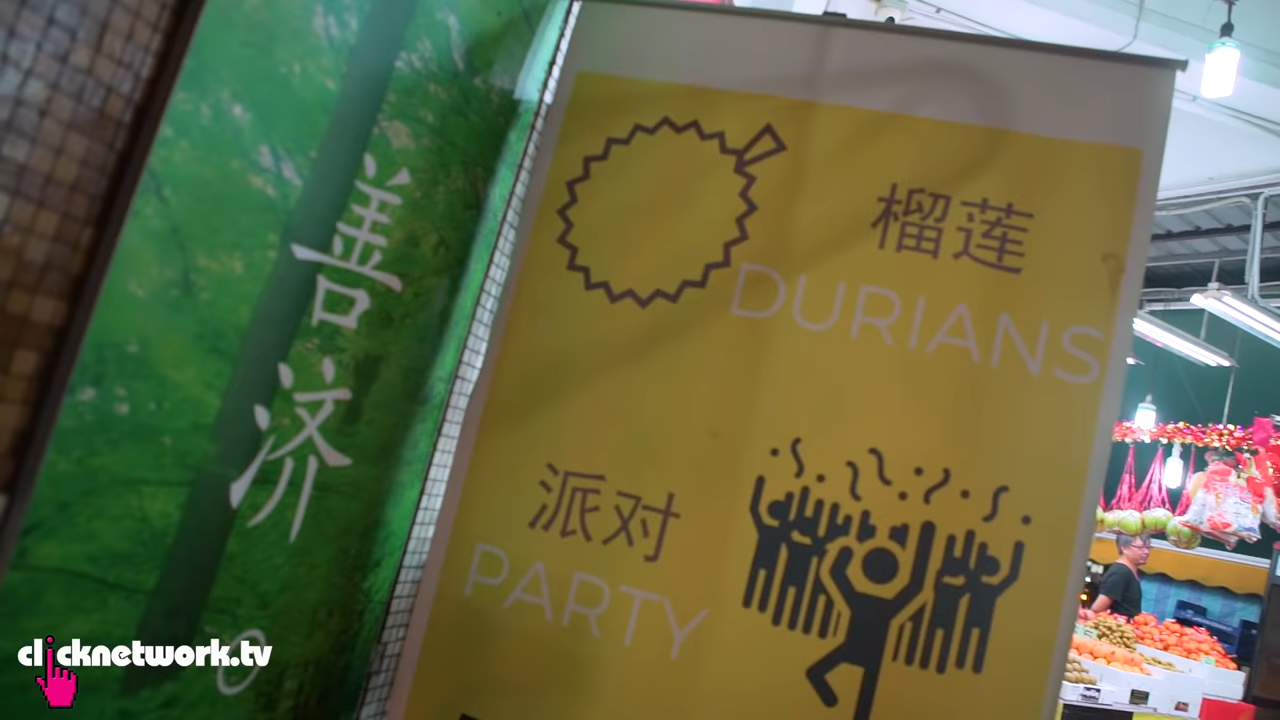 善济
榴莲
DURIANS
派对
PARTY
clicknetwork.tv